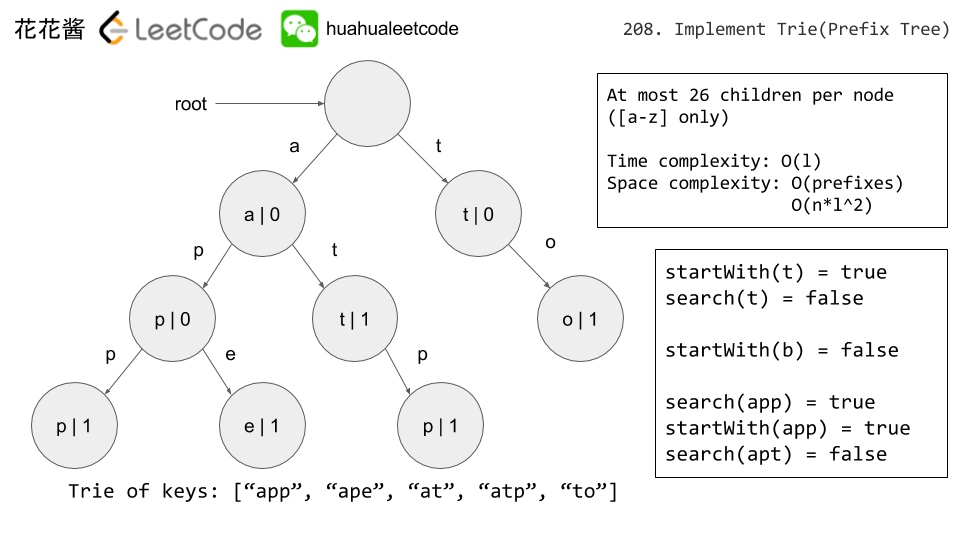 花花酱 LeetCode huahualeetcode 208. Implement Trie(Prefix Tree)
root
a t
a | 0 t | 0
p t o
p | 0 t | 1 o | 1
p e p
p | 1 e | 1 p | 1
Trie of keys: [“app”, “ape”, “at”, “atp”, “to”]
At most 26 children per node
([a-z] only)
Time complexity: O(l)
Space complexity: O(prefixes)
O(n*l^2)
startWith(t) = true
search(t) = false
startWith(b) = false
search(app) = true
startWith(app) = true
search(apt) = false